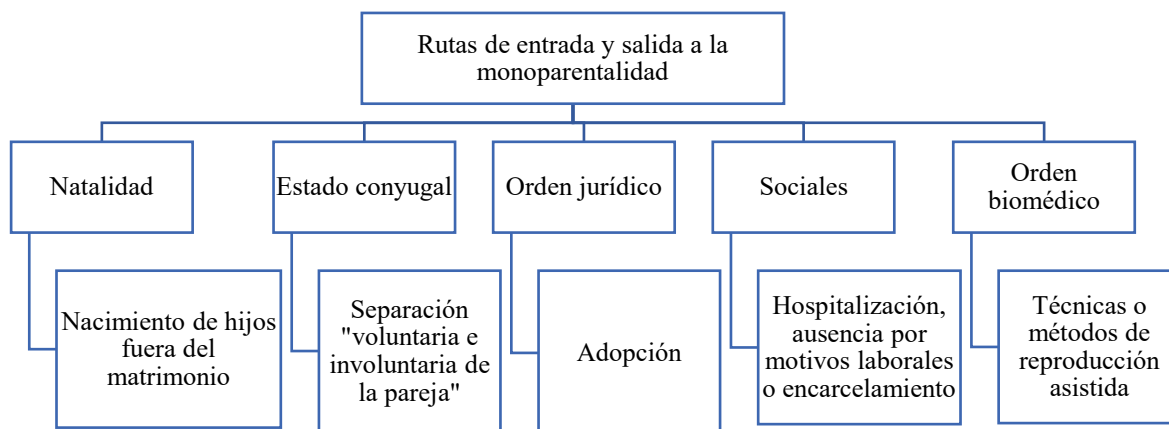 Rutas de entrada y salida a la
monoparentalidad
Natalidad
Estado conyugal
Orden jurídico
Sociales
Orden
biomédico
Nacimiento de hijos
fuera del
matrimonio
Separación
"voluntaria e
involuntaria de
la pareja"
Adopción
Hospitalización,
ausencia por
motivos laborales
o encarcelamiento
Técnicas o
métodos de
reproducción
asistida